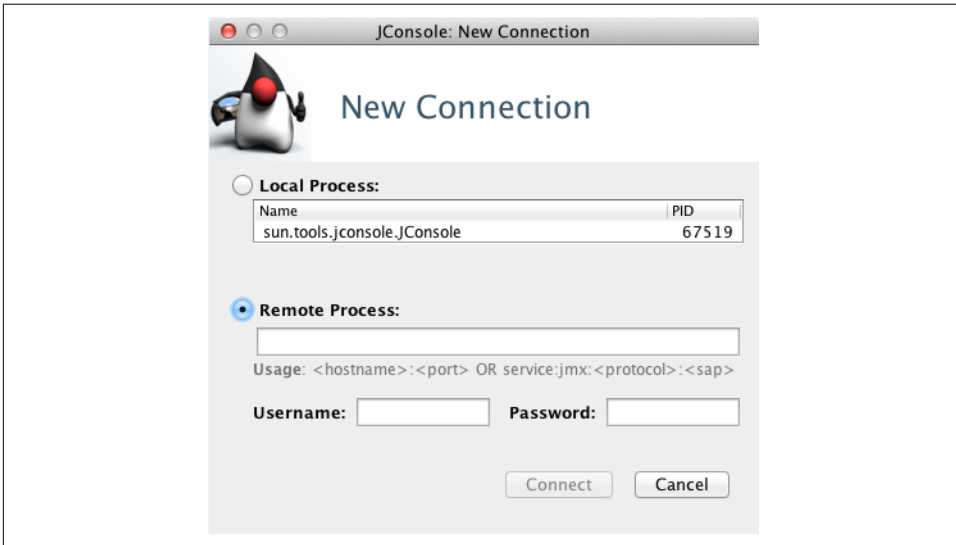 JConsole: New Connection
New Connection
Local Process:
Name PID
sun.tools.jconsole.JConsole 67519
Remote Process:
Usage: <hostname>:<port> OR service:jmx:<protocol>:<sap>
Username: Password:
Connect Cancel